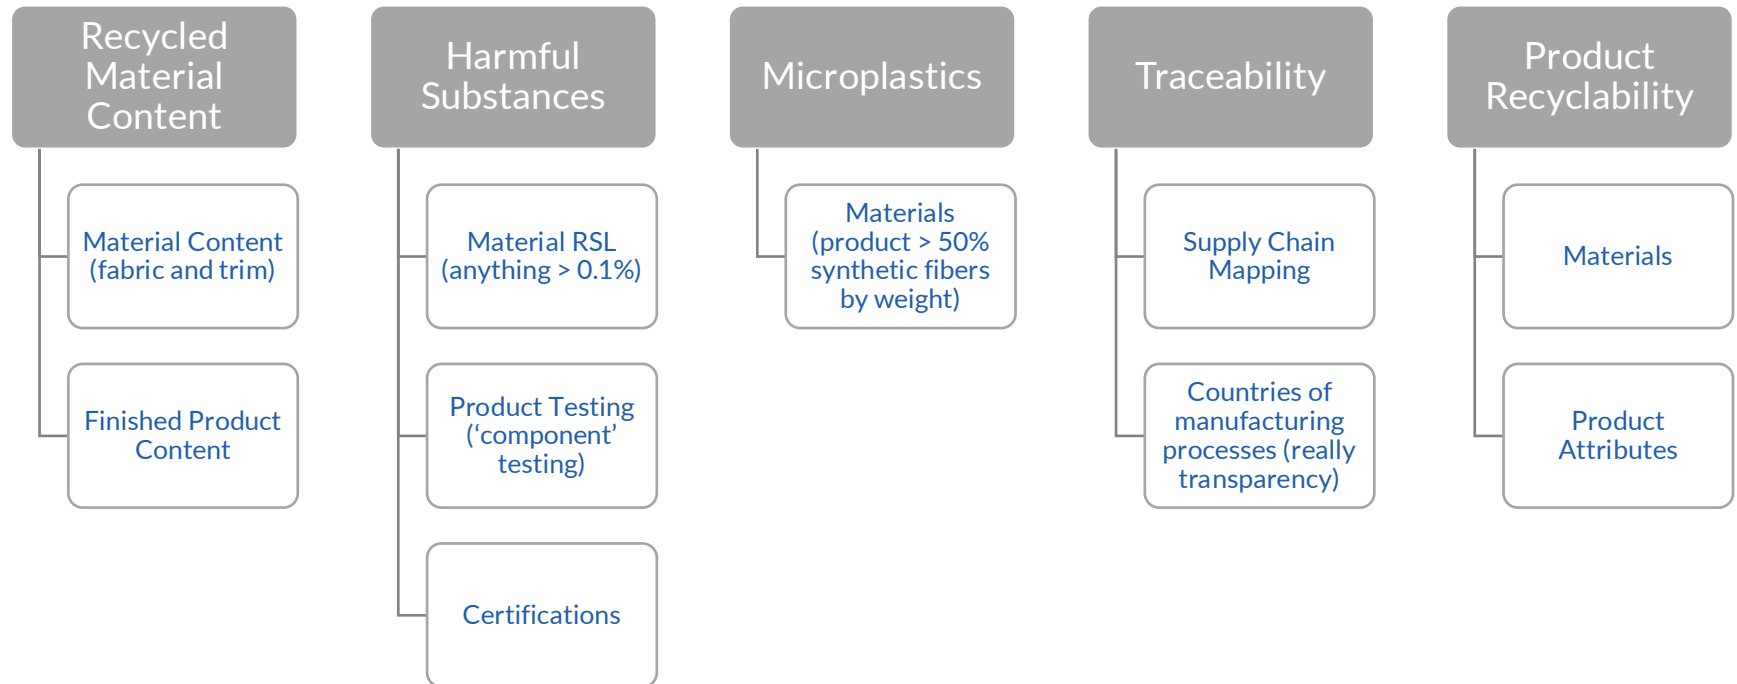 Recycled
Material
Content
Material Content
(fabric and trim)
Finished Product
Content
Harmful
Substances
Material RSL
(anything > 0.1%)
Product Testing
(‘component’
testing)
Certifications
Microplastics
Materials
(product > 50%
synthetic fibers
by weight)
Traceability
Supply Chain
Mapping
Countries of
manufacturing
processes (really
transparency)
Product
Recyclability
Materials
Product
Attributes